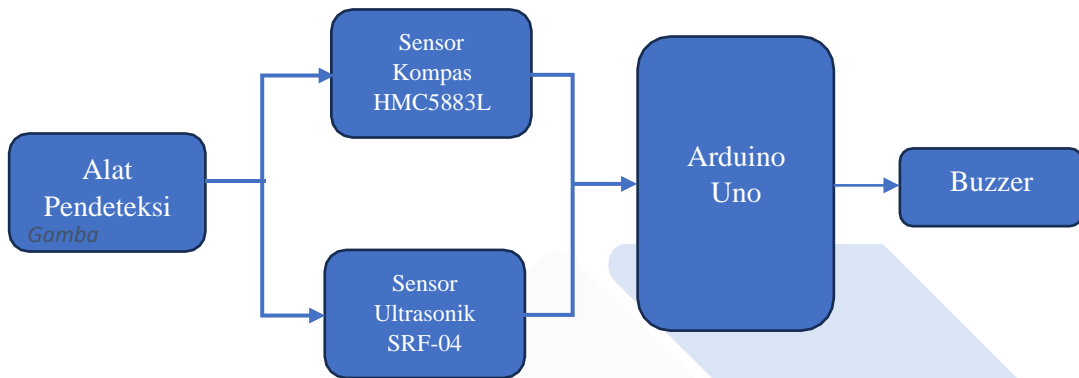 Alat
Pendeteksi
Gamba
Sensor
Kompas
HMC5883L
Sensor
Ultrasonik
SRF-04
Arduino
Uno
Buzzer